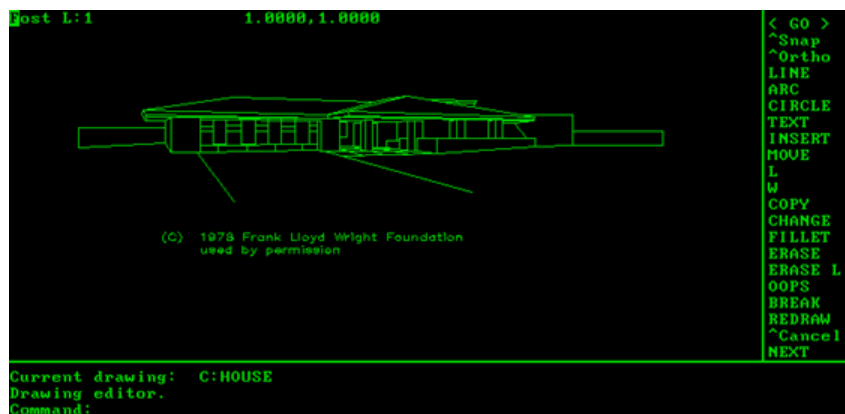 Fost L:1 1.0000,1.0000
(C) 1978 Frank Lloyd Wright Foundation
used by permission
< GO >
^Snap
^Ortho
LINE
ARC
CIRCLE
TEXT
INSERT
MOVE
L
W
COPY
CHANGE
FILLET
ERASE
ERASE L
OOPS
BREAK
REDRAW
^Cancel
NEXT
Current drawing: C:HOUSE
Drawing editor.
Command: